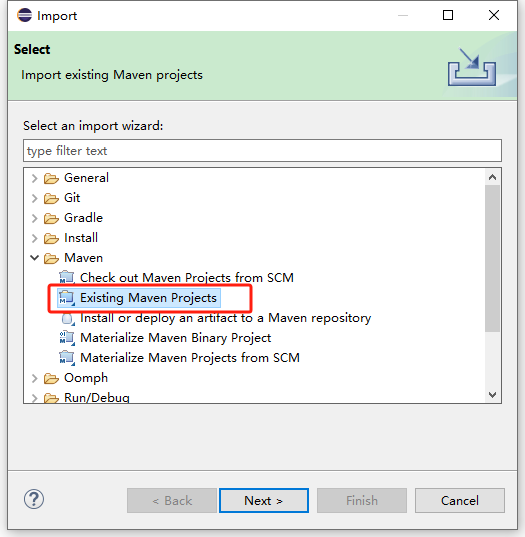 Import
Select
Import existing Maven projects
Select an import wizard:
type filter text
General
Git
Gradle
Install
Maven
Check out Maven Projects from SCM
Existing Maven Projects
Install or deploy an artifact to a Maven repository
Materialize Maven Binary Project
Materialize Maven Projects from SCM
Oomph
Run/Debug
?
< Back
Next >
Finish
Cancel